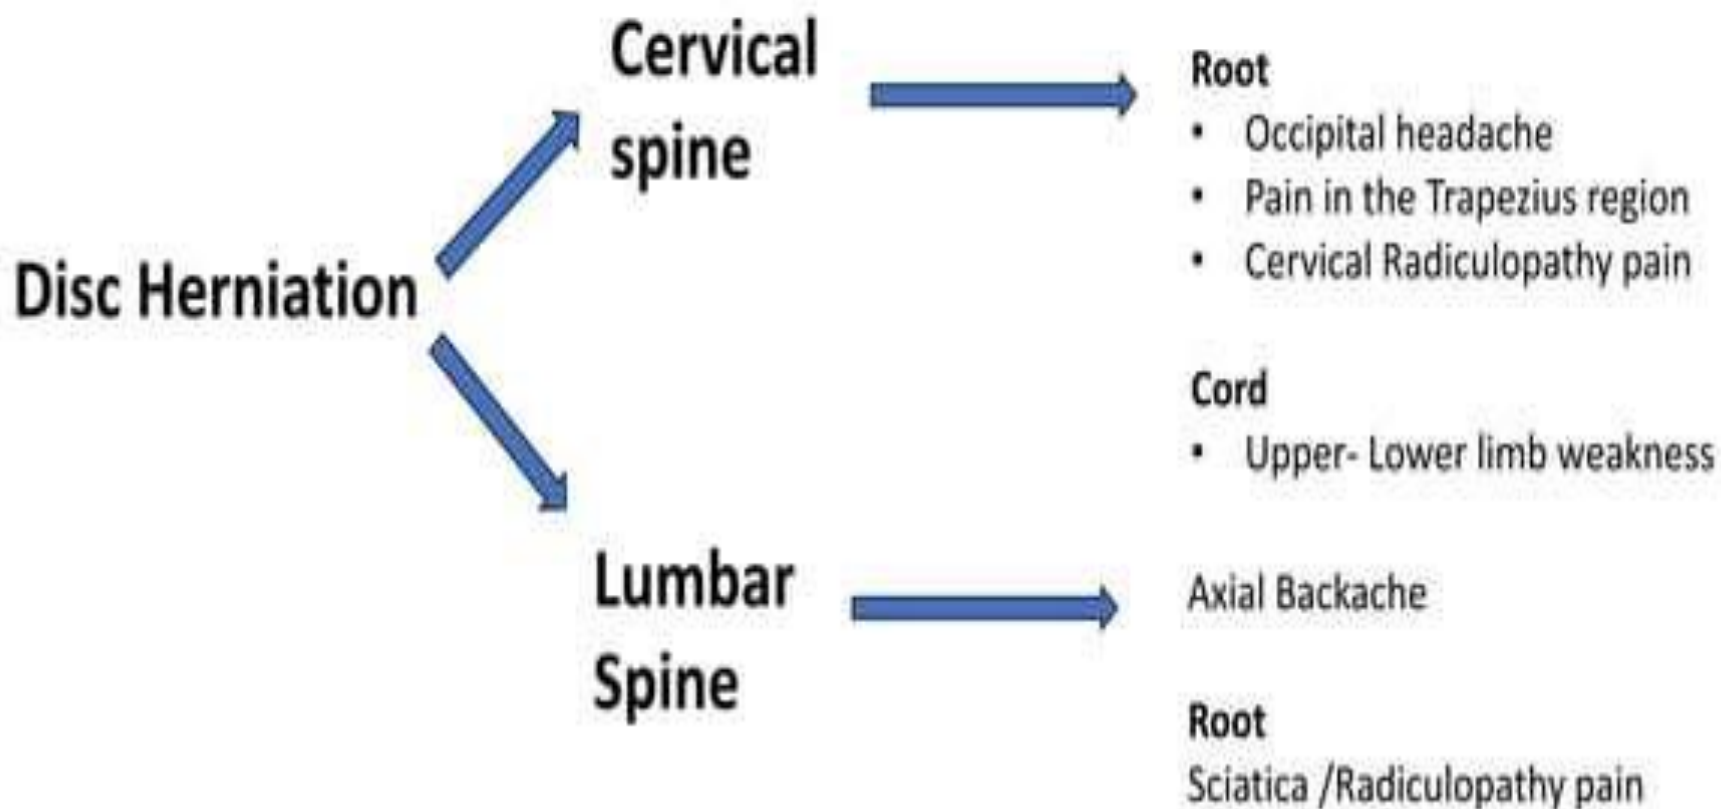 Disc Herniation
Cervical
spine
Root
• Occipital headache
• Pain in the Trapezius region
• Cervical Radiculopathy pain
Cord
• Upper- Lower limb weakness
Lumbar
Spine
Axial Backache
Root
Sciatica /Radiculopathy pain